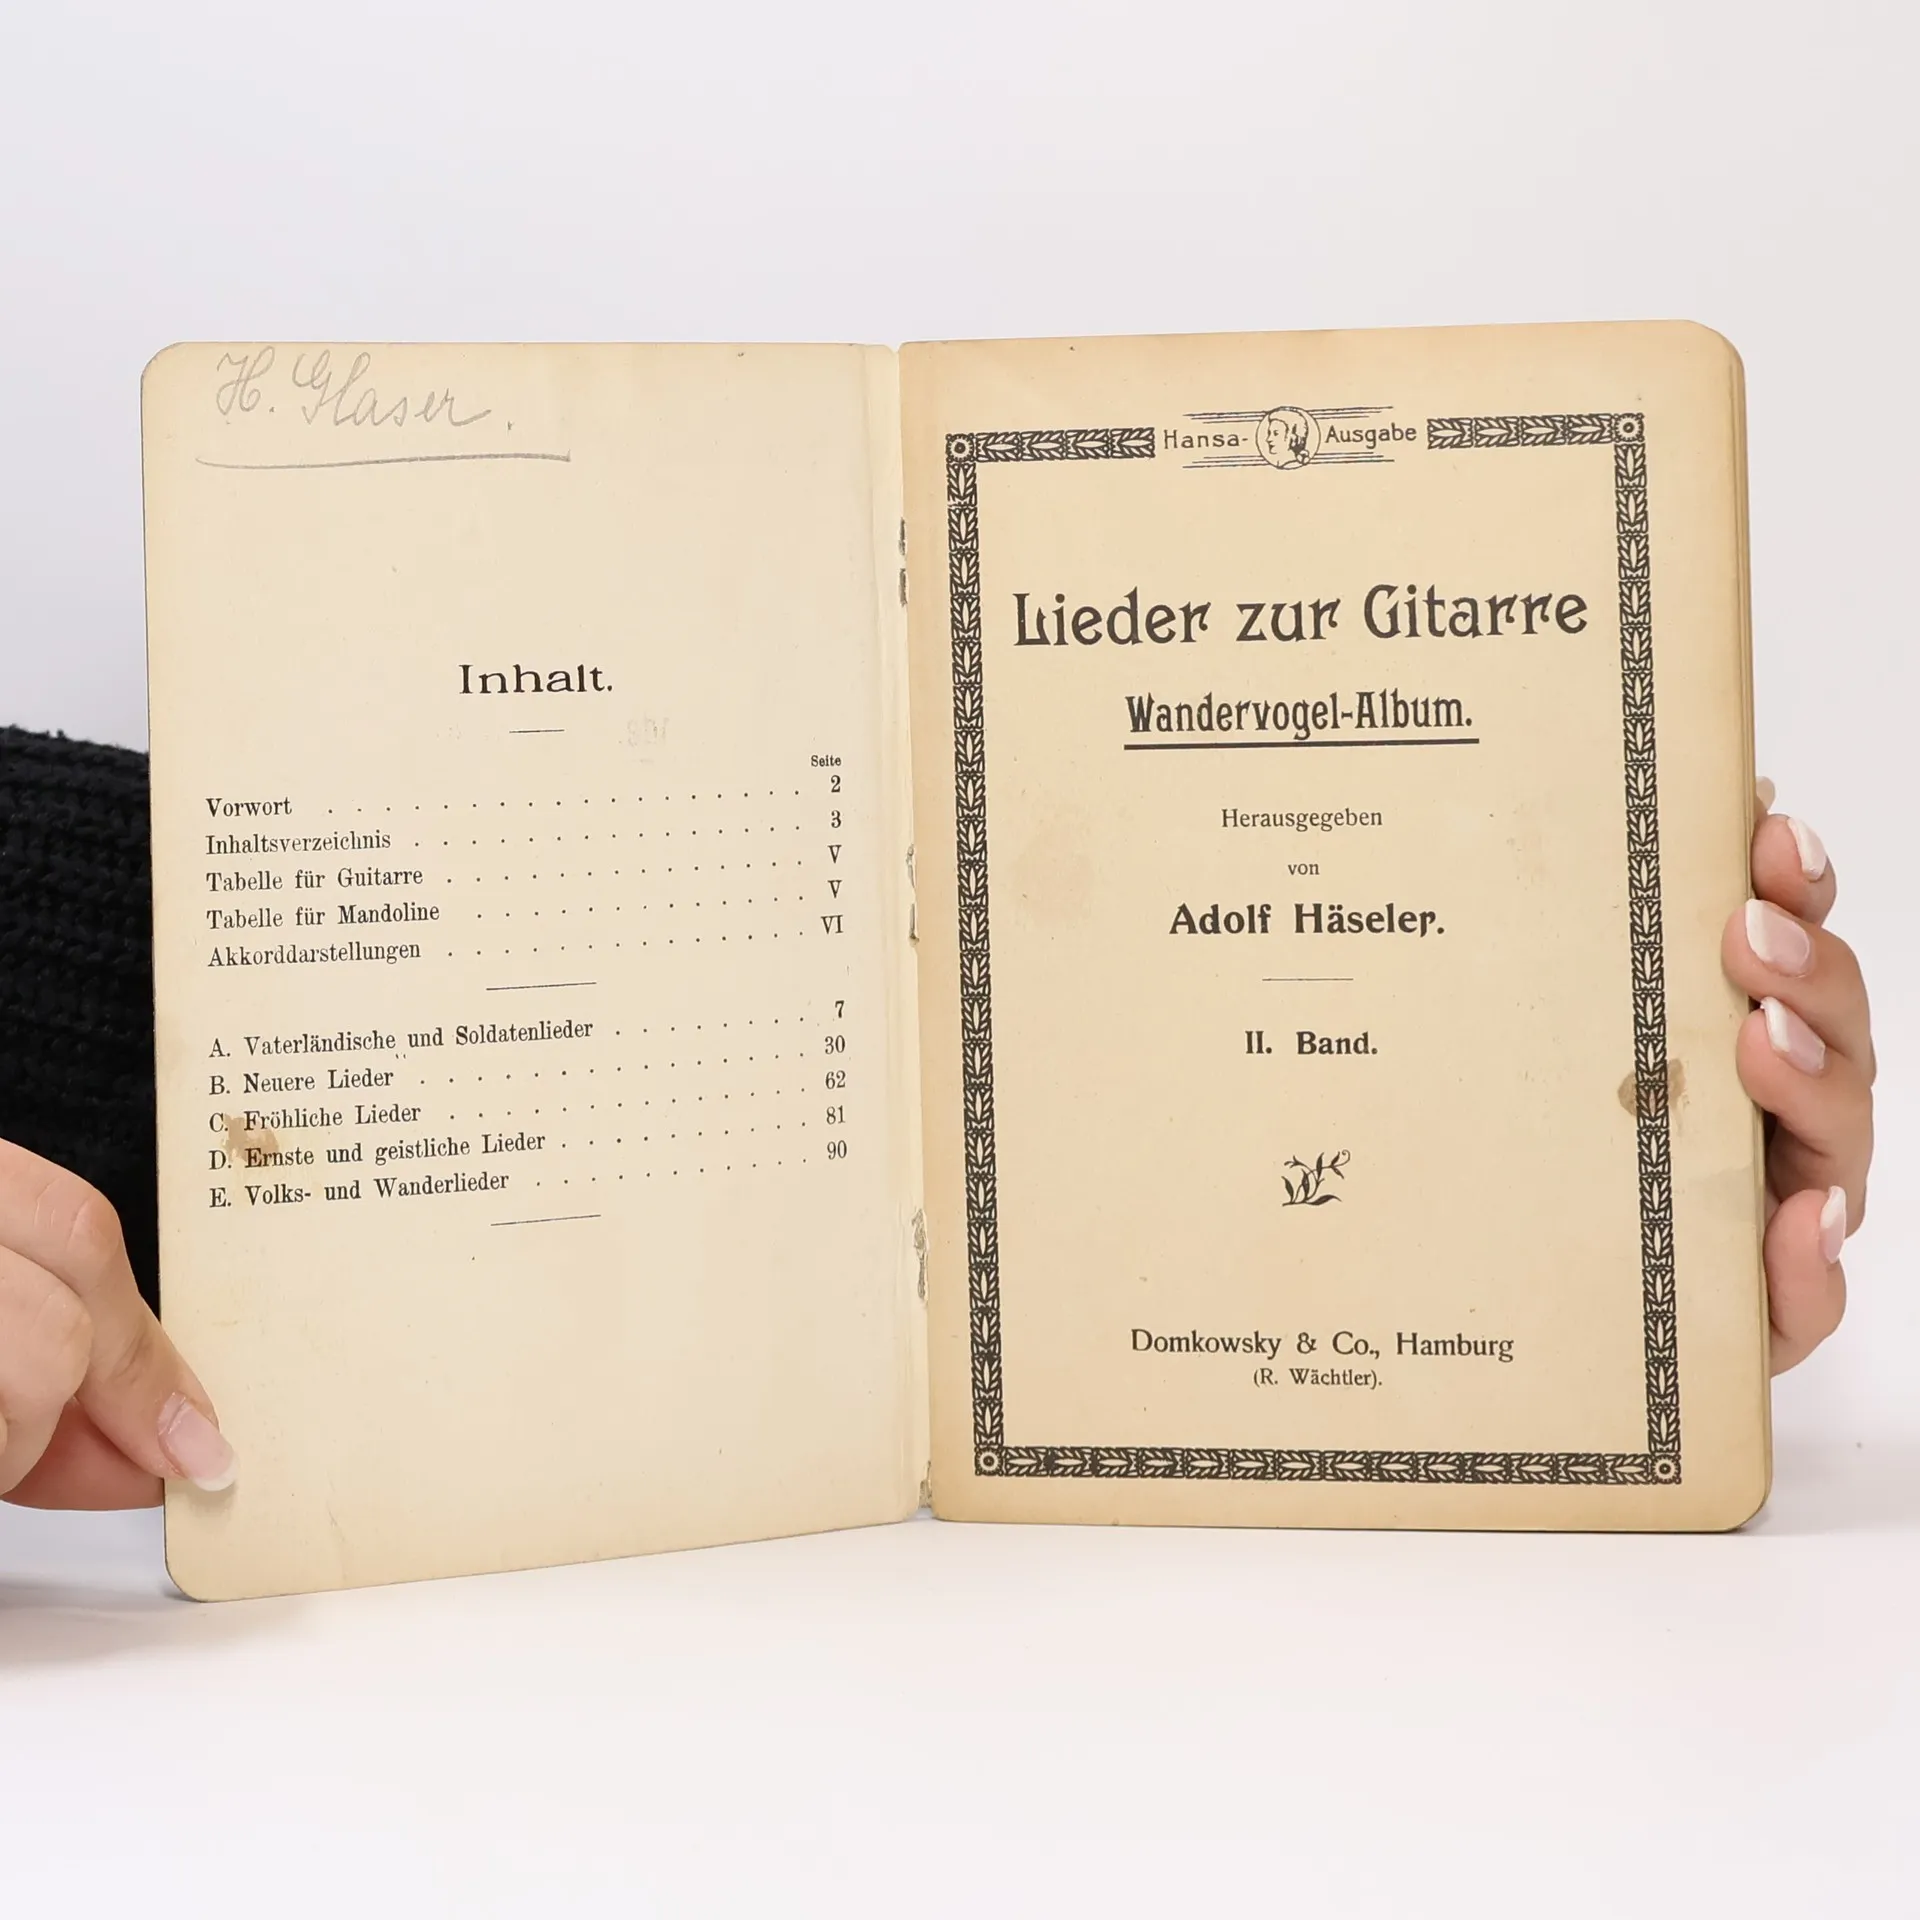 H. Glaser.
Inhalt.
Seite
Vorwort . . . . . . . . . . . . . . . . . 2
Inhaltsverzeichnis . . . . . . . . . . . . . . 3
Tabelle für Guitarre . . . . . . . . . . . . . V
Tabelle für Mandoline . . . . . . . . . . . . V
Akkorddarstellungen . . . . . . . . . . . . . VI
A. Vaterländische und Soldatenlieder . . . . . . . 7
B. Neuere Lieder . . . . . . . . . . . . . . 30
C. Fröhliche Lieder . . . . . . . . . . . . . 62
D. Ernste und geistliche Lieder . . . . . . . . . 81
E. Volks- und Wanderlieder . . . . . . . . . . 90
Hansa-Ausgabe
Lieder zur Gitarre
Wandervogel-Album.
Herausgegeben
von
Adolf Häseler.
II. Band.
Domkowsky & Co., Hamburg
(R. Wächtler).